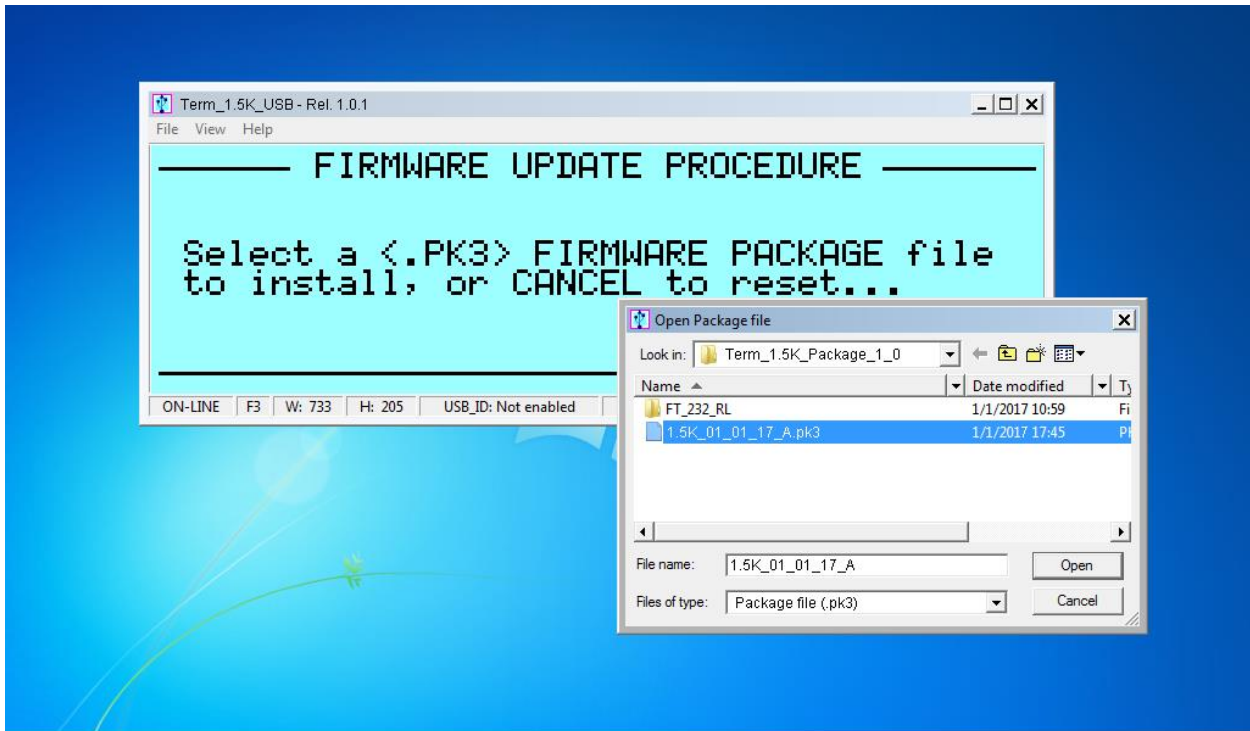 Term_1.5K_USB - Rel. 1.0.1
File View Help
FIRMWARE UPDATE PROCEDURE
Select a <.PK3> FIRMWARE PACKAGE file
to install, or CANCEL to reset...
ON-LINE F3 W: 733 H: 205 USB_ID: Not enabled
Open Package file
Look in: Term_1.5K_Package_1_0
Name Date modified Ty
FT_232_RL 1/1/2017 10:59 Fi
1.5K_01_01_17_A.pk3 1/1/2017 17:45
File name: 1.5K_01_01_17_A Open
Files of type: Package file (.pk3) Cancel